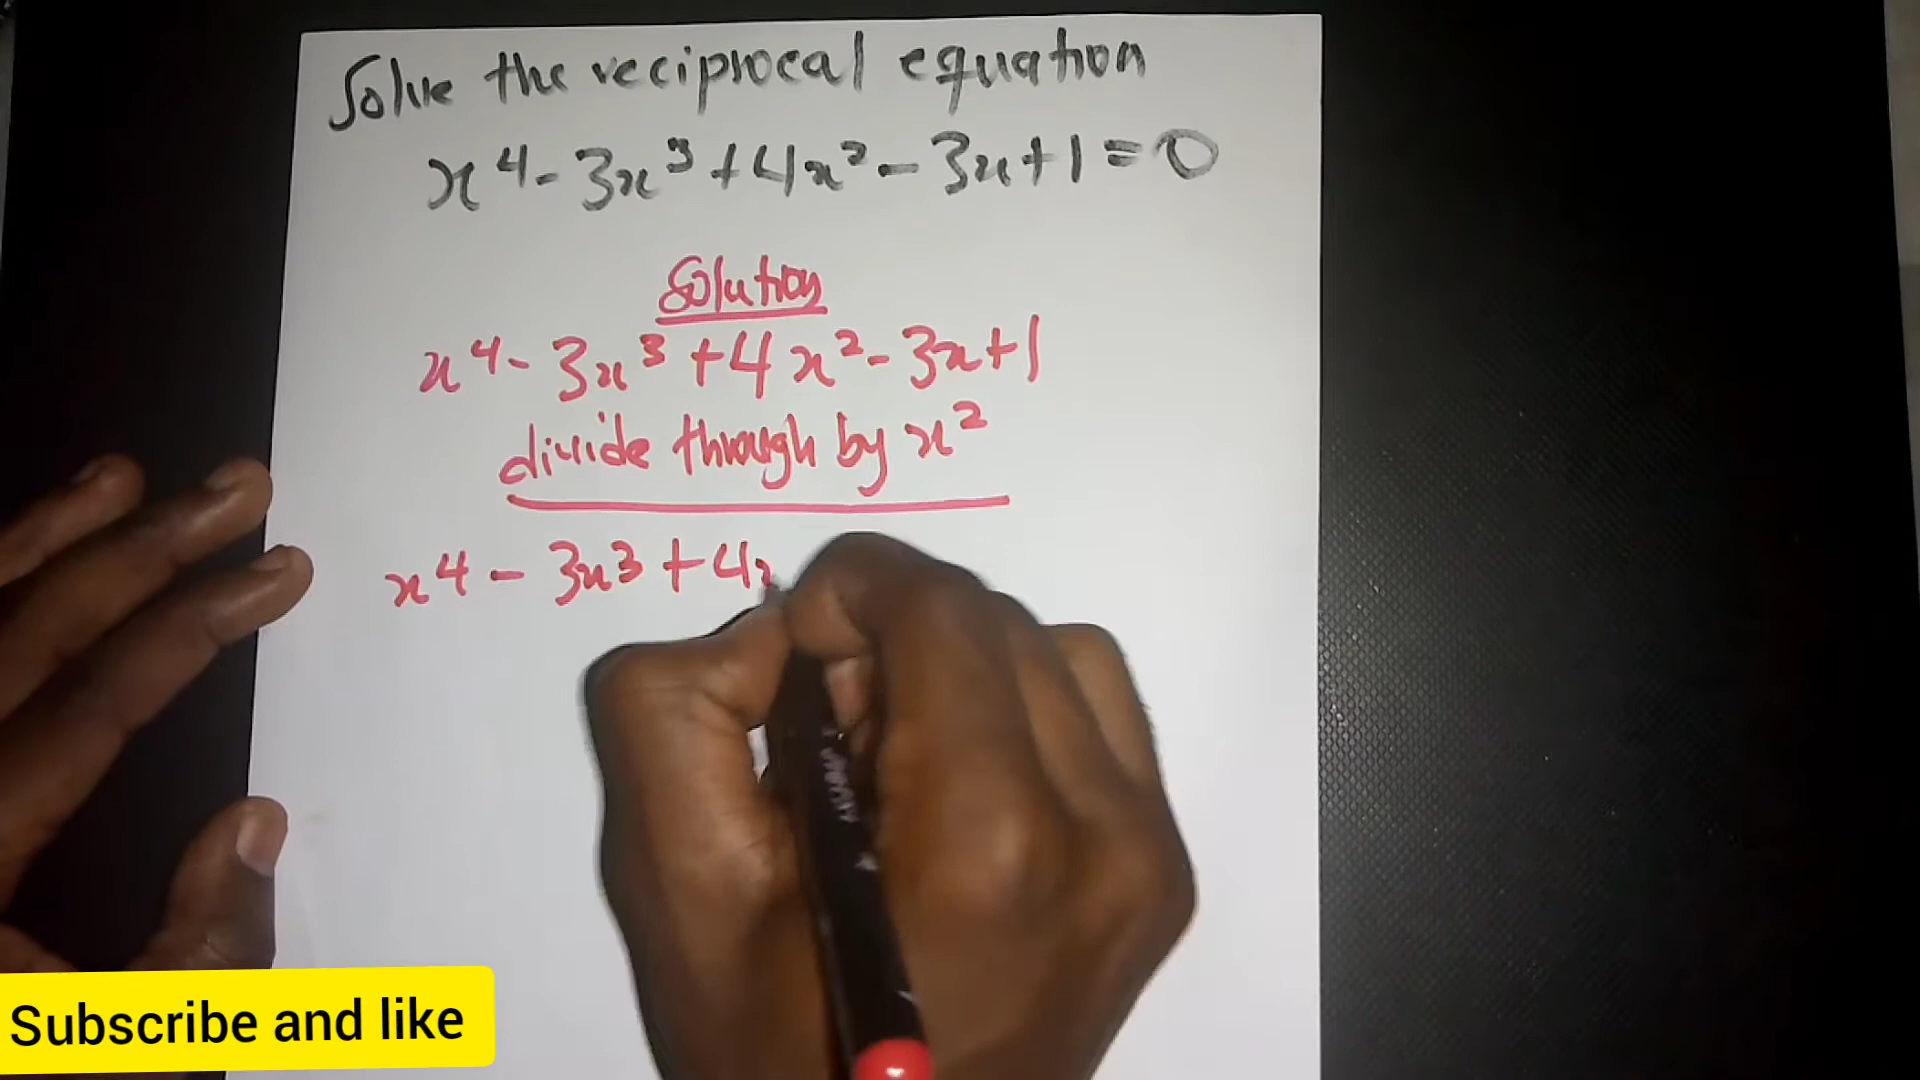 Solve the reciprocal equation
x⁴ - 3x³ + 4x² - 3x + 1 = 0
Solution
x⁴ - 3x³ + 4x² - 3x + 1
divide through by x²
x⁴ - 3x³ + 4x
Subscribe and like